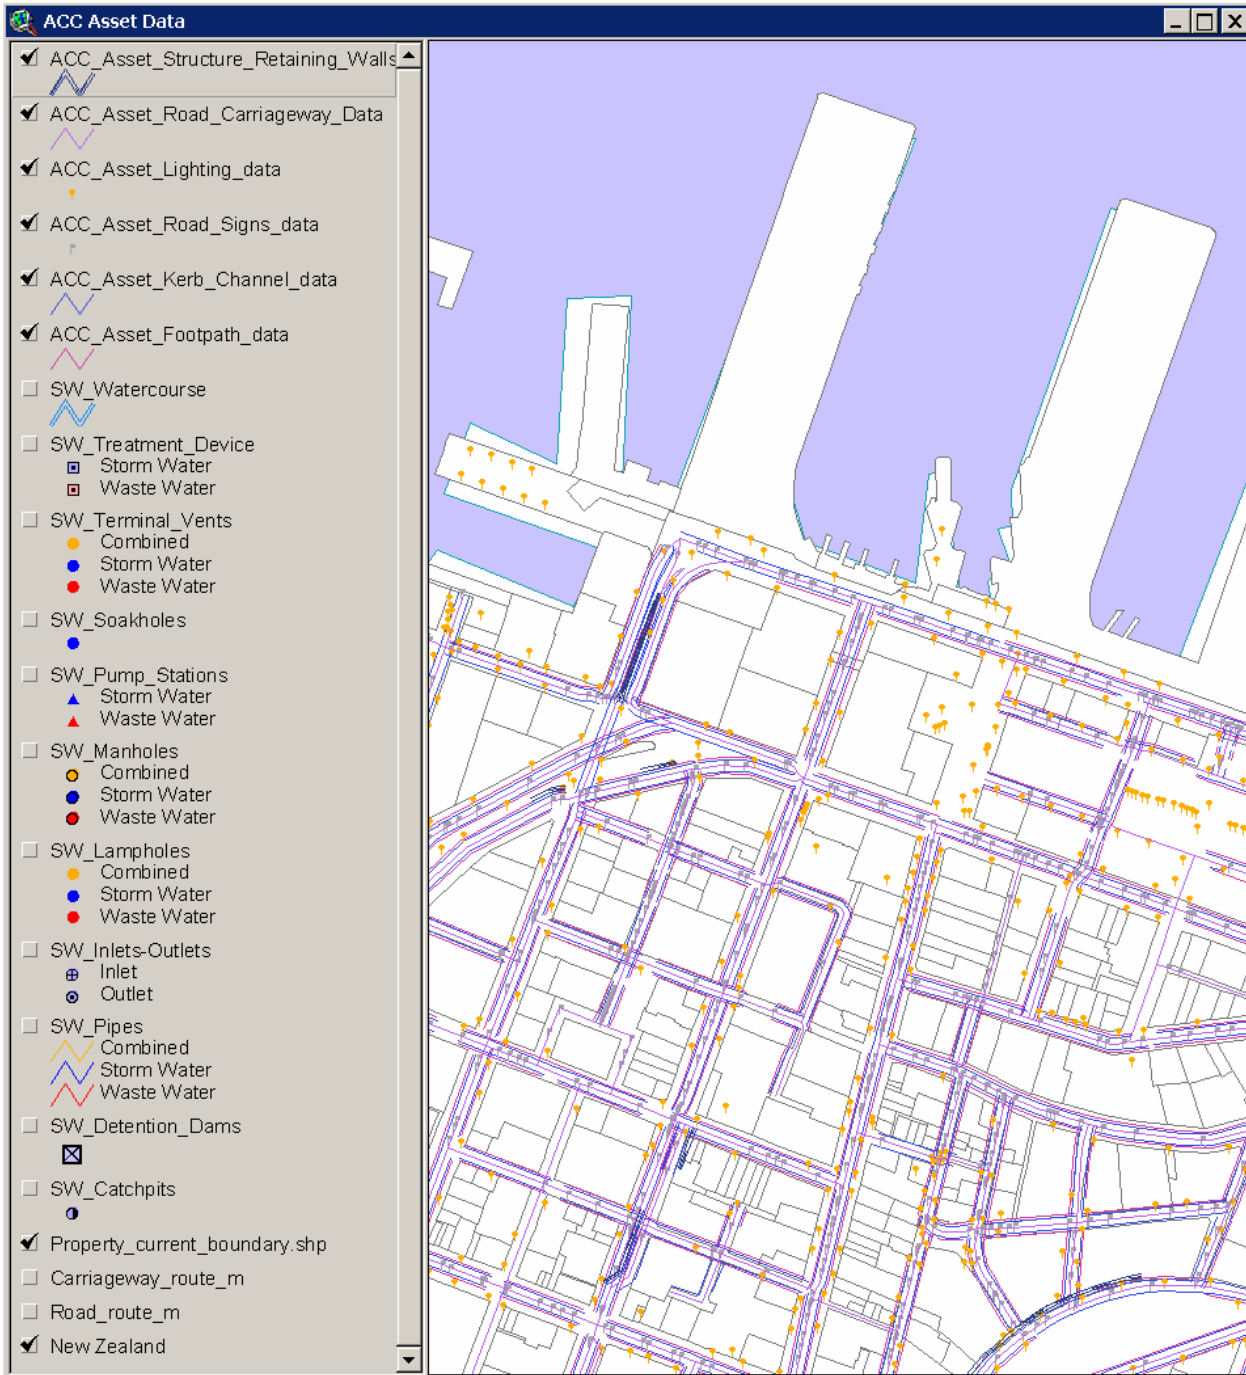 ACC Asset Data
ACC_Asset_Structure_Retaining_Walls
ACC_Asset_Road_Carriageway_Data
ACC_Asset_Lighting_data
ACC_Asset_Road_Signs_data
ACC_Asset_Kerb_Channel_data
ACC_Asset_Footpath_data
SW_Watercourse
SW_Treatment_Device
Storm Water
Waste Water
SW_Terminal_Vents
Combined
Storm Water
Waste Water
SW_Soakholes
SW_Pump_Stations
Storm Water
Waste Water
SW_Manholes
Combined
Storm Water
Waste Water
SW_Lampholes
Combined
Storm Water
Waste Water
SW_Inlets-Outlets
Inlet
Outlet
SW_Pipes
Combined
Storm Water
Waste Water
SW_Detention_Dams
SW_Catchpits
Property_current_boundary.shp
Carriageway_route_m
Road_route_m
New Zealand